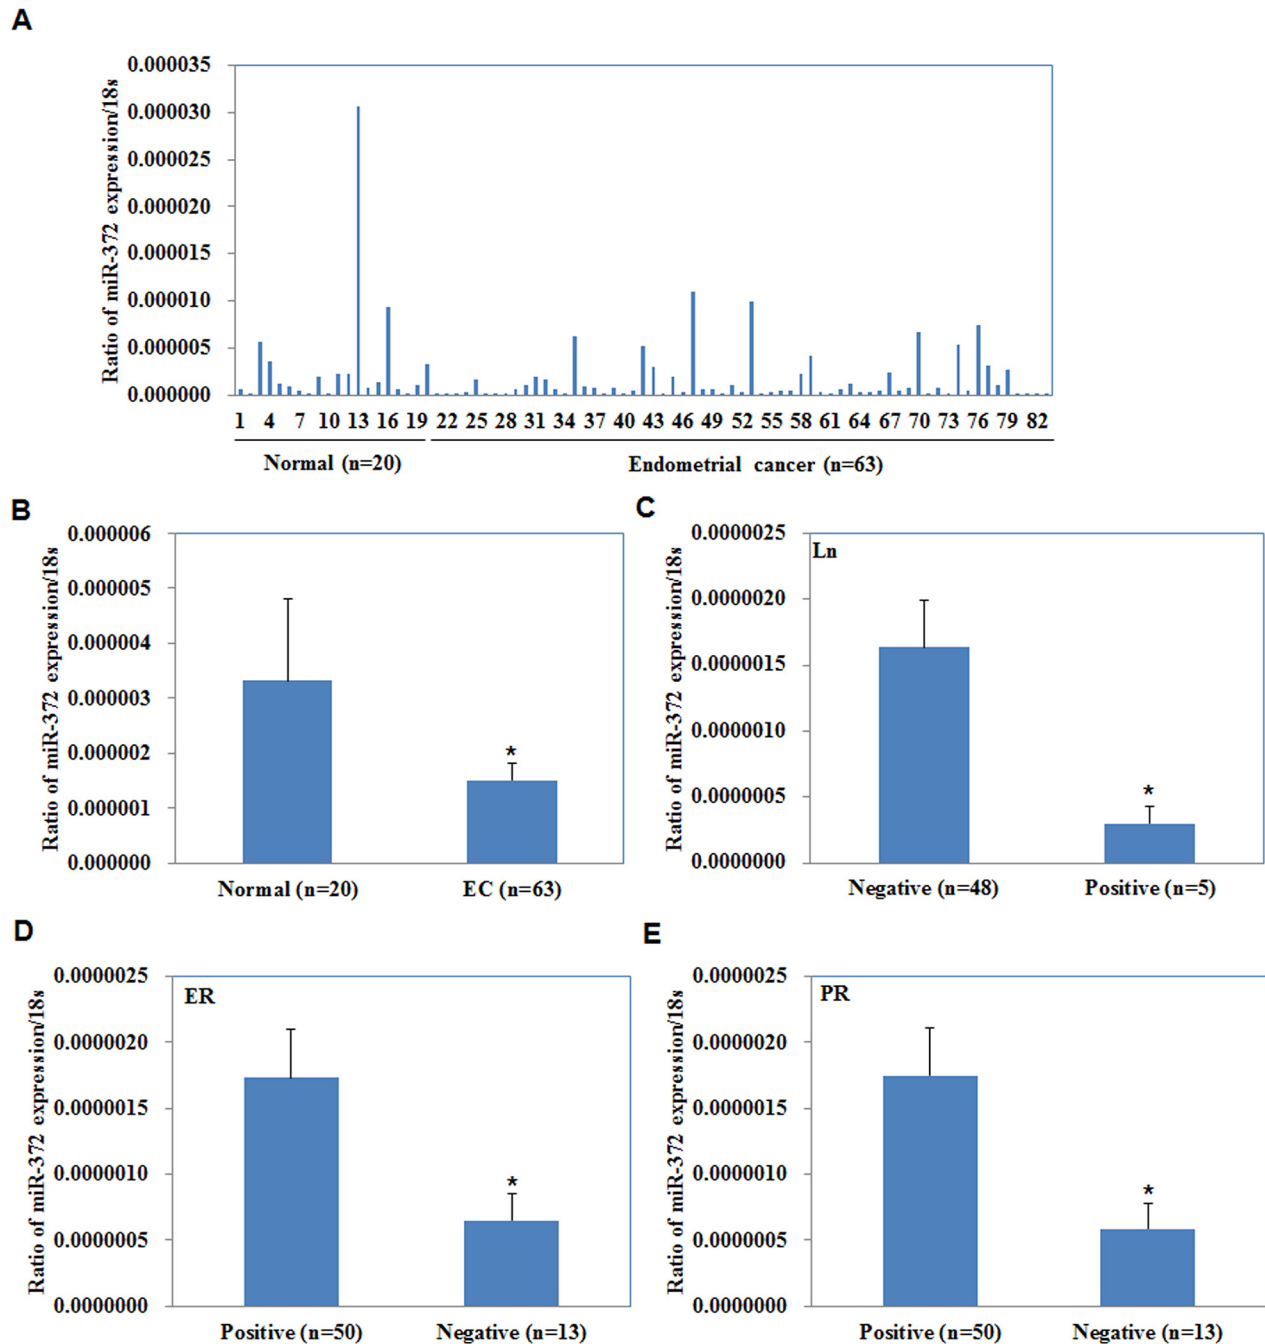 A
Ratio of miR-372 expression/18s
0.000035
0.000030
0.000025
0.000020
0.000015
0.000010
0.000005
0.000000
1 4 7 10 13 16 19 22 25 28 31 34 37 40 43 46 49 52 55 58 61 64 67 70 73 76 79 82
Normal (n=20) Endometrial cancer (n=63)
B
Ratio of miR-372 expression/18s
0.000006
0.000005
0.000004
0.000003
0.000002
0.000001
0.000000
*
Normal (n=20) EC (n=63)
C
Ratio of miR-372 expression/18s
0.0000025
0.0000020
0.0000015
0.0000010
0.0000005
0.0000000
Ln
*
Negative (n=48) Positive (n=5)
D
Ratio of miR-372 expression/18s
0.0000025
0.0000020
0.0000015
0.0000010
0.0000005
0.0000000
ER
*
Positive (n=50) Negative (n=13)
E
Ratio of miR-372 expression/18s
0.0000025
0.0000020
0.0000015
0.0000010
0.0000005
0.0000000
PR
*
Positive (n=50) Negative (n=13)